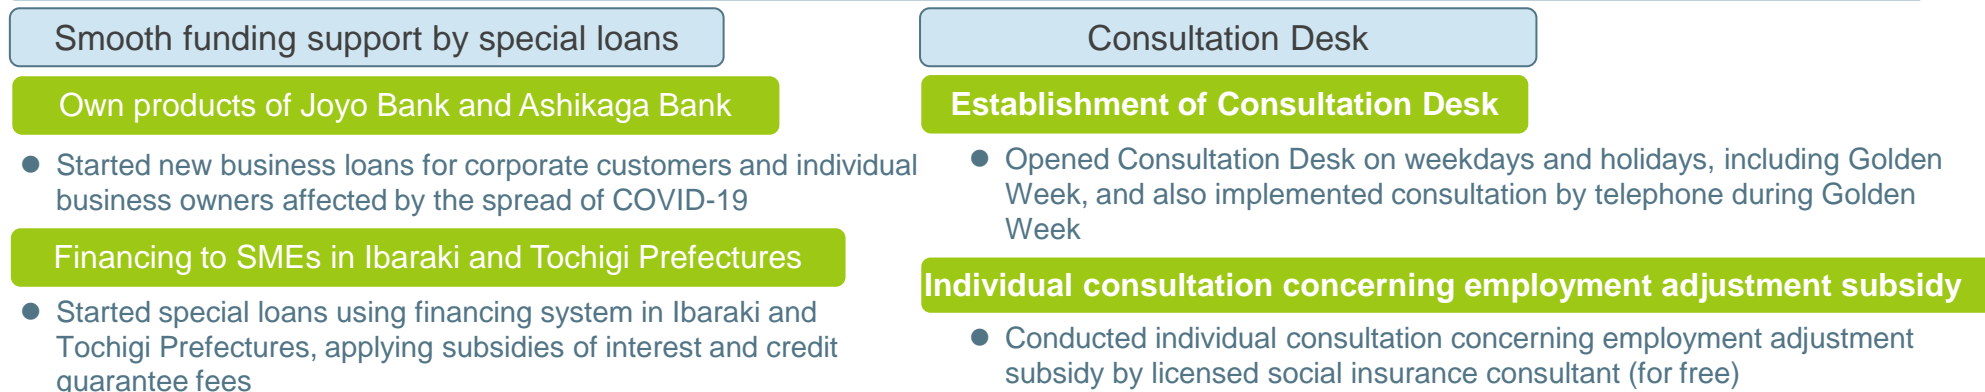 Smooth funding support by special loans
Own products of Joyo Bank and Ashikaga Bank
● Started new business loans for corporate customers and individual
business owners affected by the spread of COVID-19
Financing to SMEs in Ibaraki and Tochigi Prefectures
● Started special loans using financing system in Ibaraki and
Tochigi Prefectures, applying subsidies of interest and credit
guarantee fees
Consultation Desk
Establishment of Consultation Desk
● Opened Consultation Desk on weekdays and holidays, including Golden
Week, and also implemented consultation by telephone during Golden
Week
Individual consultation concerning employment adjustment subsidy
● Conducted individual consultation concerning employment adjustment
subsidy by licensed social insurance consultant (for free)